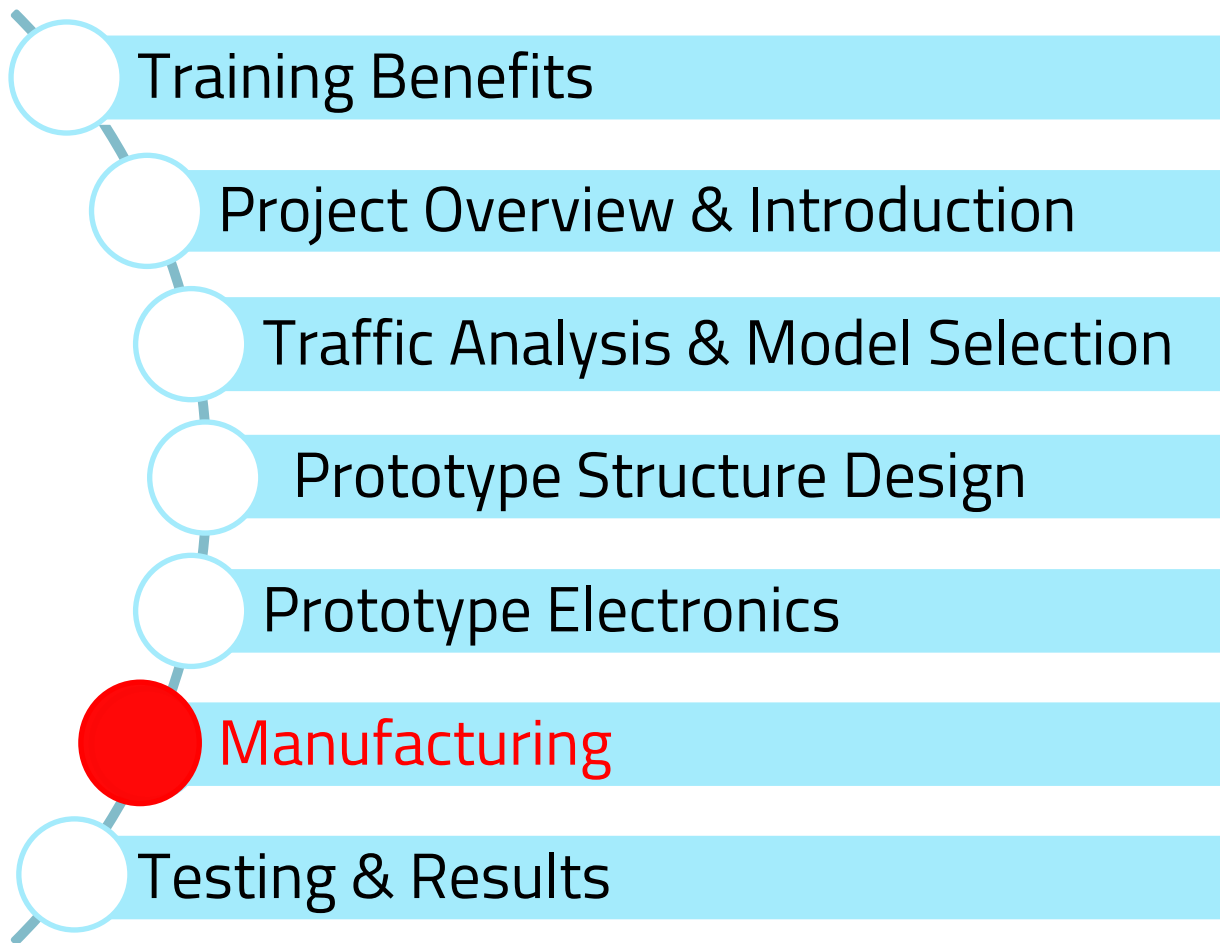 Training Benefits
Project Overview & Introduction
Traffic Analysis & Model Selection
Prototype Structure Design
Prototype Electronics
Manufacturing
Testing & Results